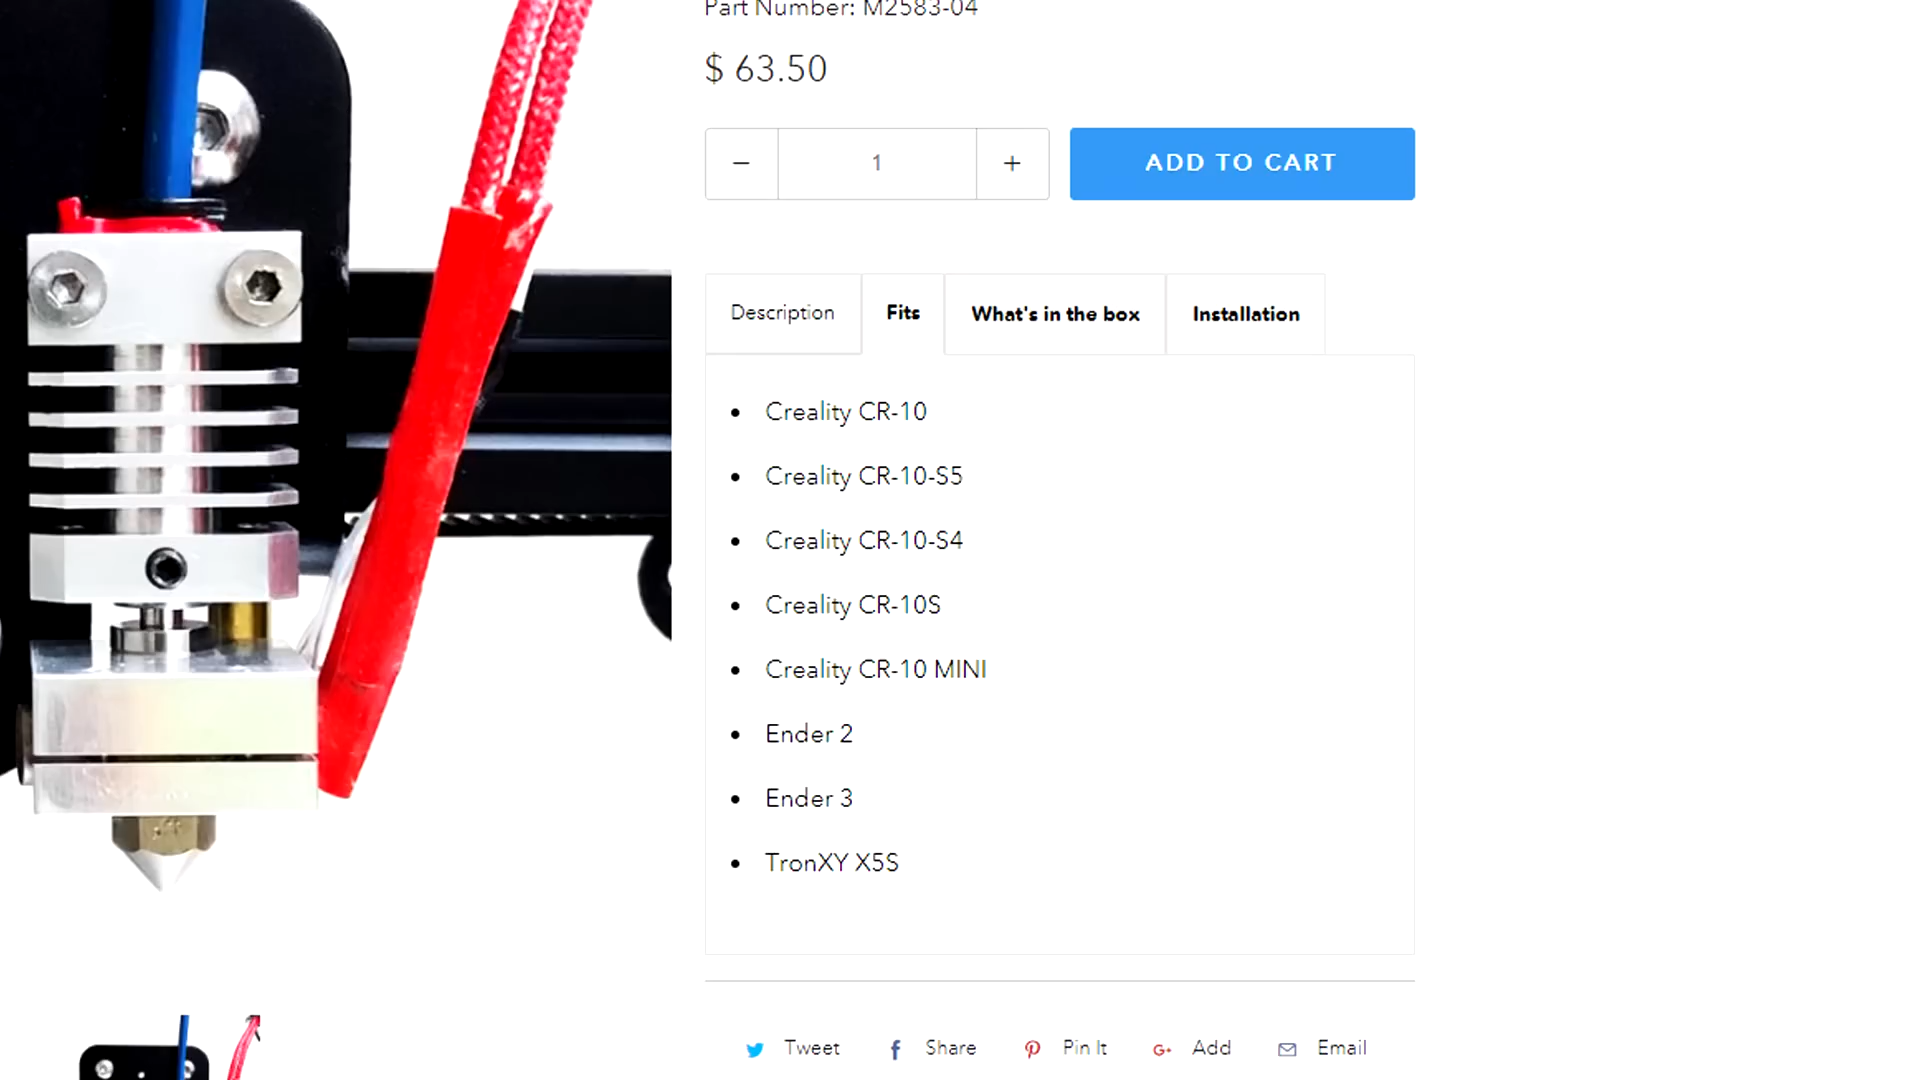 Part Number: M2583-04
$ 63.50
− 1 + ADD TO CART
Description Fits What's in the box Installation
• Creality CR-10
• Creality CR-10-S5
• Creality CR-10-S4
• Creality CR-10S
• Creality CR-10 MINI
• Ender 2
• Ender 3
• TronXY X5S
Tweet Share Pin It Add Email